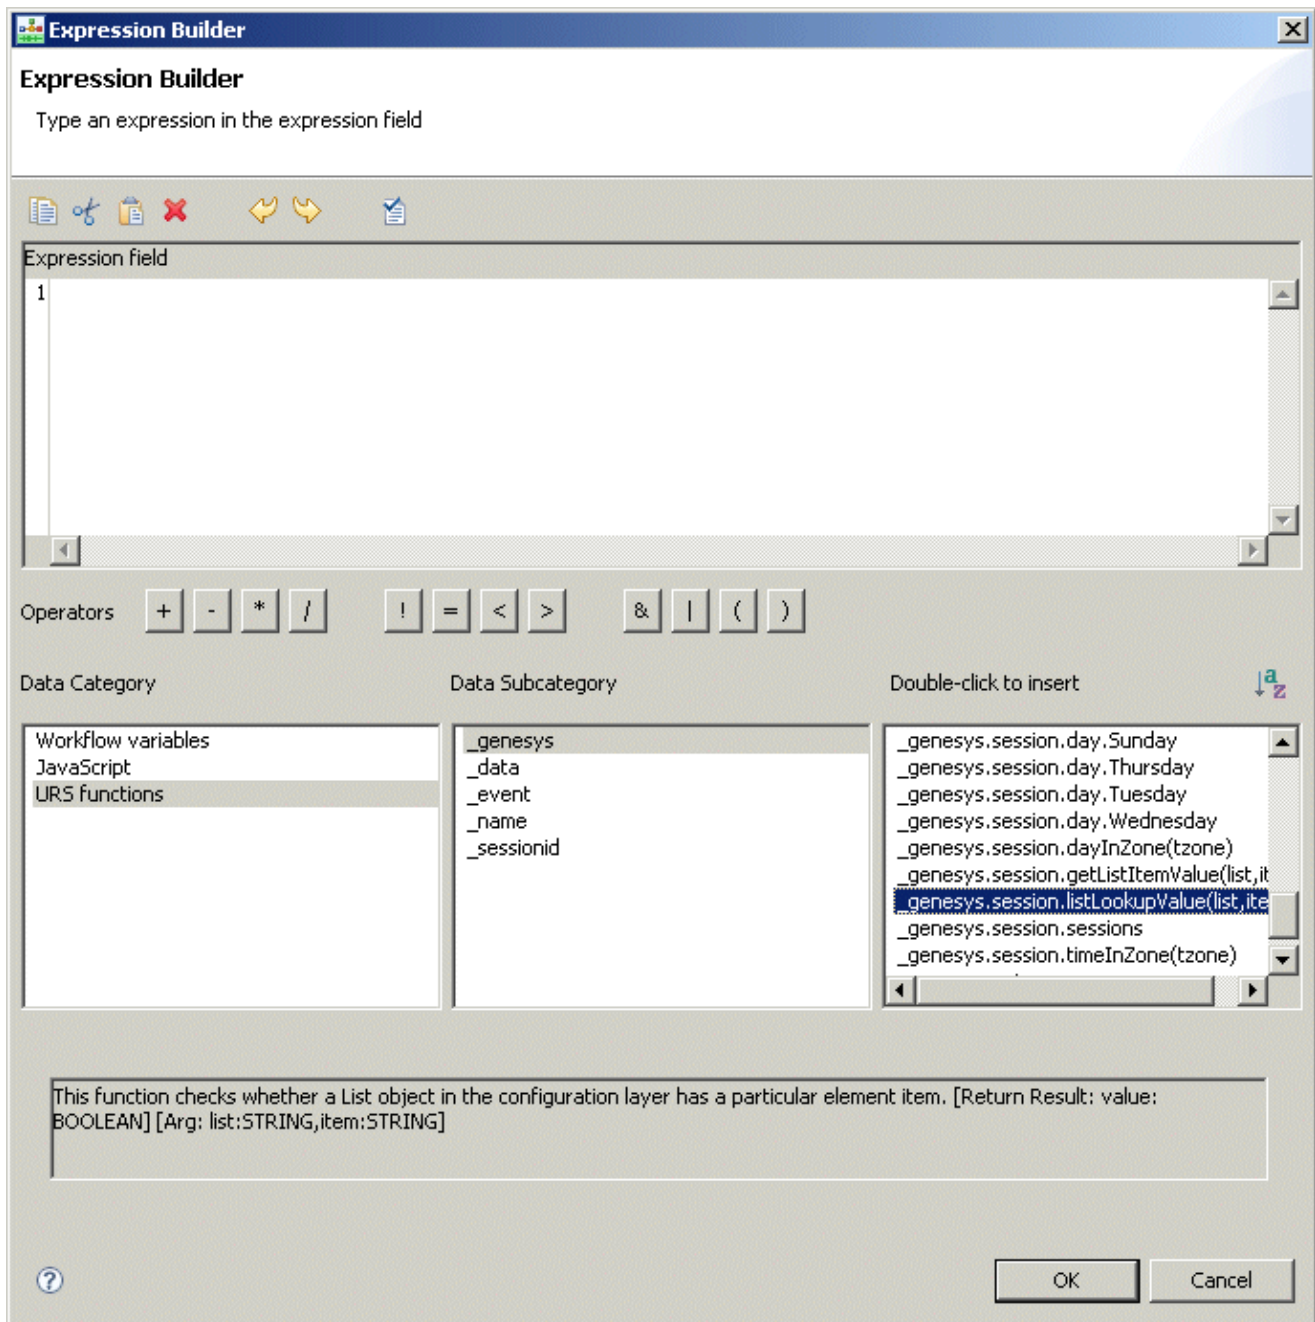 Expression Builder
Expression Builder
Type an expression in the expression field
Expression field
1
Operators + - * / ! = < > & | ( )
Data Category Data Subcategory Double-click to insert
a
z
Workflow variables
JavaScript
URS functions
_genesys
_data
_event
_name
_sessionid
_genesys.session.day.Sunday
_genesys.session.day.Thursday
_genesys.session.day.Tuesday
_genesys.session.day.Wednesday
_genesys.session.dayInZone(tzone)
_genesys.session.getListItemValue(list,it
_genesys.session.listLookupValue(list,ite
_genesys.session.sessions
_genesys.session.timeInZone(tzone)
This function checks whether a List object in the configuration layer has a particular element item. [Return Result: value:
BOOLEAN] [Arg: list:STRING,item:STRING]
?
OK Cancel